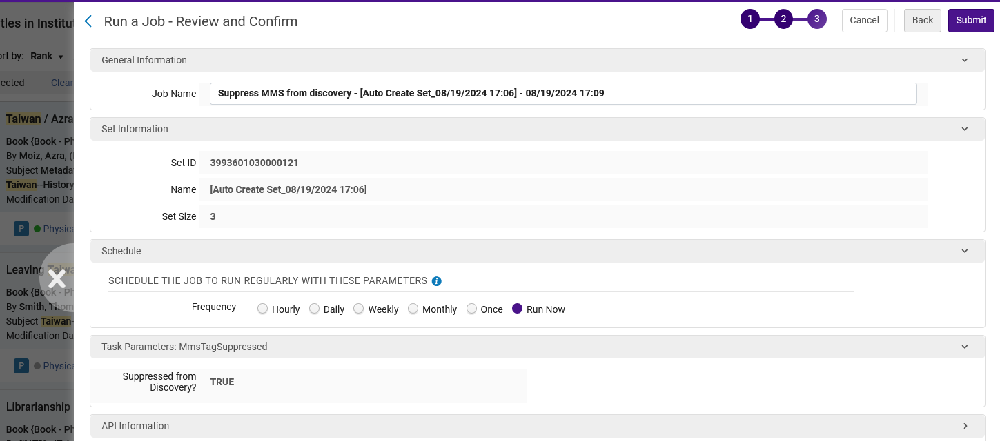 tles in Institut
Run a Job - Review and Confirm
1 2 3
Cancel
Back
Submit
ort by: Rank
ected Clear
General Information
Job Name Suppress MMS from discovery - [Auto Create Set_08/19/2024 17:06] - 08/19/2024 17:09
Set Information
Set ID 3993601030000121
Name [Auto Create Set_08/19/2024 17:06]
Set Size 3
Schedule
SCHEDULE THE JOB TO RUN REGULARLY WITH THESE PARAMETERS i
Frequency Hourly Daily Weekly Monthly Once Run Now
Task Parameters: MmsTagSuppressed
Suppressed from
Discovery? TRUE
API Information
Taiwan / Azra
Book {Book - Ph
By Moiz, Azra, (
Subject Metada
Taiwan--History
Modification Da
P Physica
Leaving Taiwa
Book {Book - Ph
By Smith, Thom
Subject Taiwan-
Modification Da
P Physica
Librarianship
Book {Book - Ph